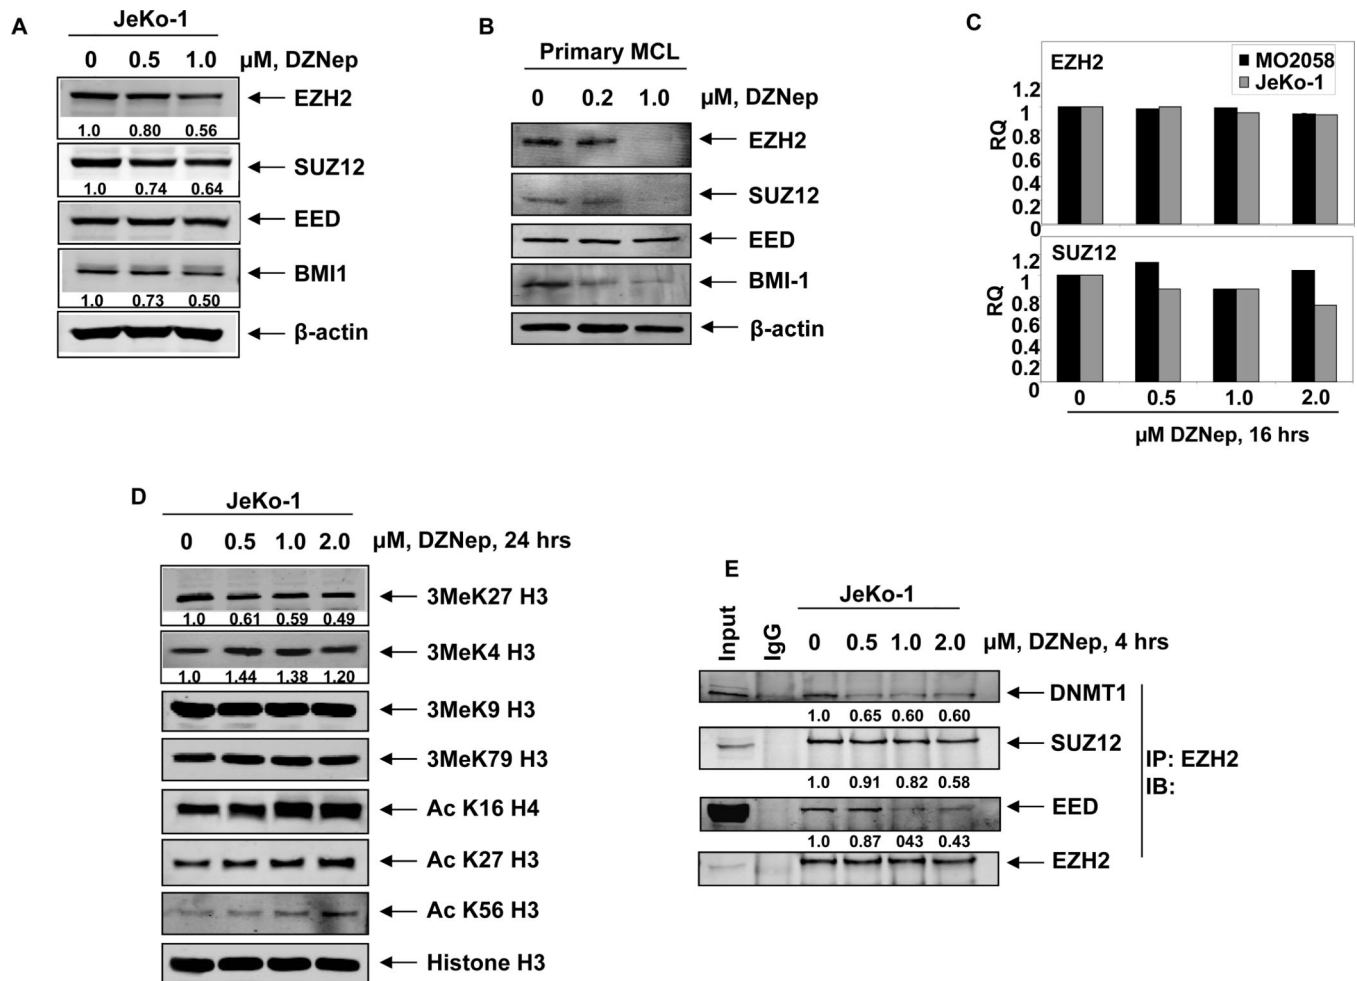 A
JeKo-1
0 0.5 1.0 µM, DZNep
EZH2
1.0 0.80 0.56
SUZ12
1.0 0.74 0.64
EED
BMI1
1.0 0.73 0.50
β-actin
B
Primary MCL
0 0.2 1.0 µM, DZNep
EZH2
SUZ12
EED
BMI-1
β-actin
C
EZH2
MO2058
JeKo-1
RQ
1.2
1
0.8
0.6
0.4
0.2
0
SUZ12
RQ
1.2
1
0.8
0.6
0.4
0.2
0
0 0.5 1.0 2.0
µM DZNep, 16 hrs
D
JeKo-1
0 0.5 1.0 2.0 µM, DZNep, 24 hrs
3MeK27 H3
1.0 0.61 0.59 0.49
3MeK4 H3
1.0 1.44 1.38 1.20
3MeK9 H3
3MeK79 H3
Ac K16 H4
Ac K27 H3
Ac K56 H3
Histone H3
E
JeKo-1
Input IgG 0 0.5 1.0 2.0 µM, DZNep, 4 hrs
DNMT1
1.0 0.65 0.60 0.60
SUZ12
1.0 0.91 0.82 0.58
EED
1.0 0.87 043 0.43
EZH2
IP: EZH2
IB: